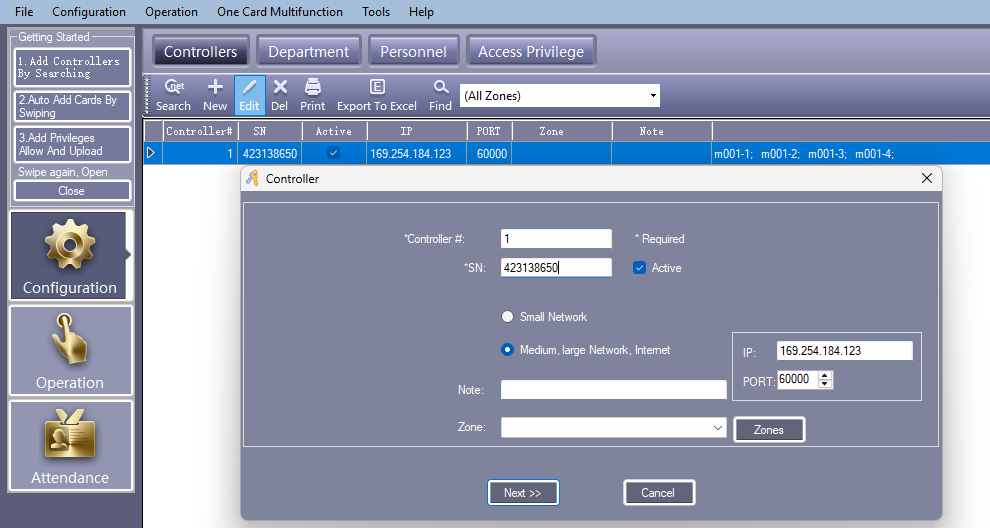 File Configuration Operation One Card Multifunction Tools Help
Getting Started
1.Add Controllers
By Searching
2.Auto Add Cards By
Swiping
3.Add Privileges
Allow And Upload
Swipe again, Open
Close
Configuration
Operation
Attendance
Controllers Department Personnel Access Privilege
.net
Search New Edit Del Print Export To Excel Find (All Zones)
Controller# SN Active IP PORT Zone Note
1 423138650 169.254.184.123 60000 m001-1; m001-2; m001-3; m001-4;
Controller
*Controller #: 1 * Required
*SN: 423138650 Active
Small Network
Medium, large Network, Internet
IP: 169.254.184.123
PORT: 60000
Note:
Zone: Zones
Next >> Cancel